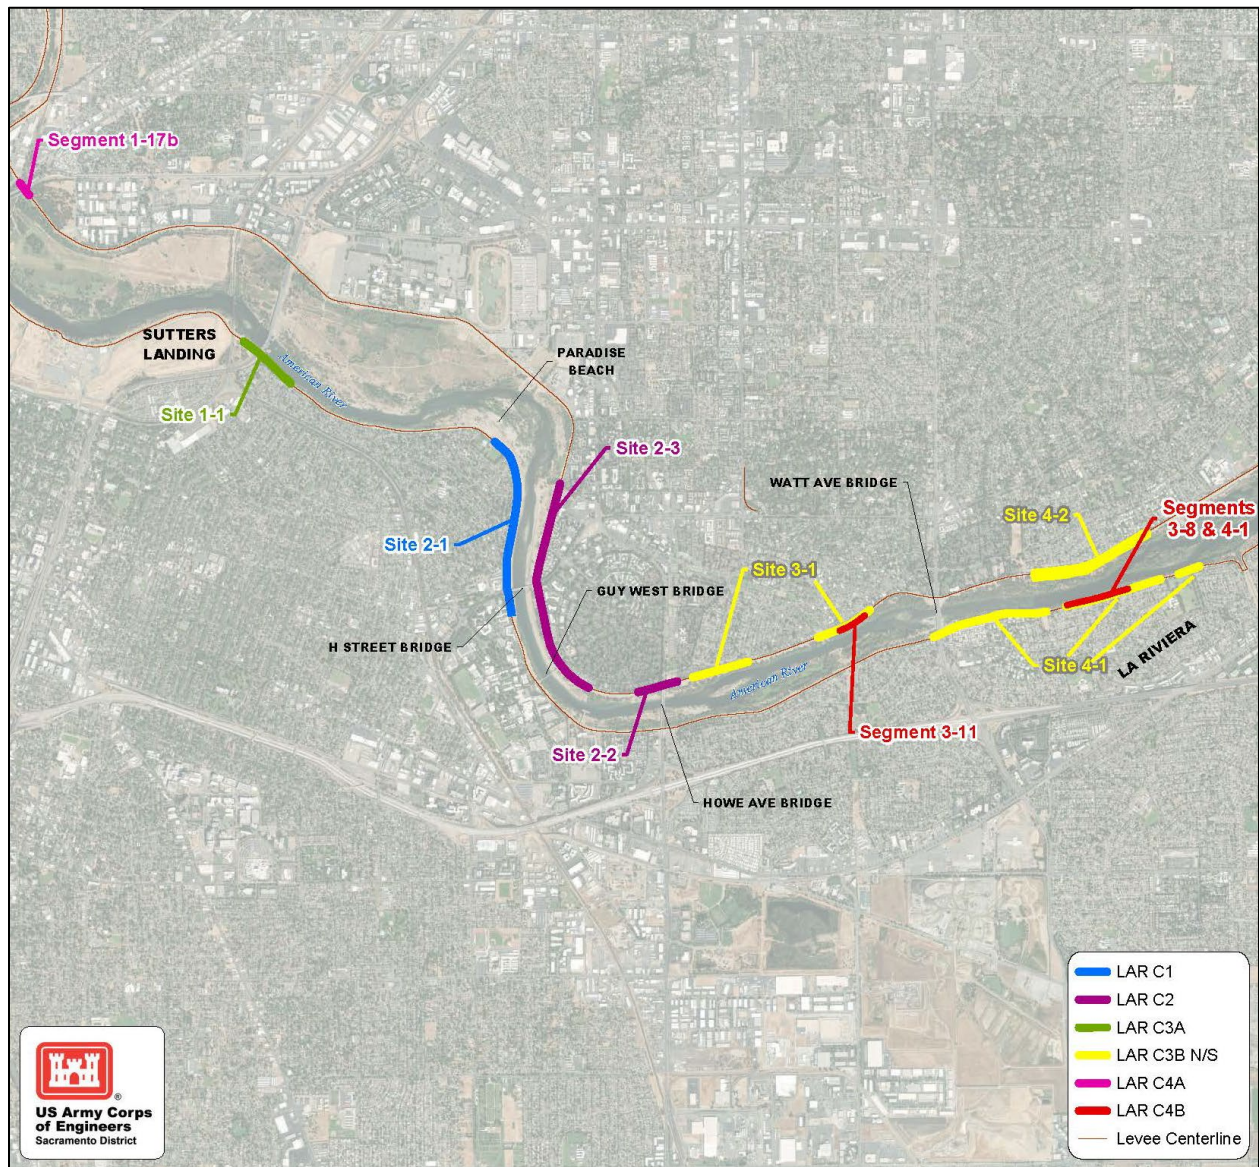 Segment 1-17b
SUTTERS
LANDING
American River
Site 1-1
PARADISE
BEACH
Site 2-3
Site 2-1
WATT AVE BRIDGE
Site 4-2
Segments
3-8 & 4-1
Site 3-1
GUY WEST BRIDGE
H STREET BRIDGE
American River
Site 4-1
LA RIVIERA
Segment 3-11
Site 2-2
HOWE AVE BRIDGE
LAR C1
LAR C2
LAR C3A
LAR C3B N/S
LAR C4A
LAR C4B
Levee Centerline
®
US Army Corps
of Engineers
Sacramento District